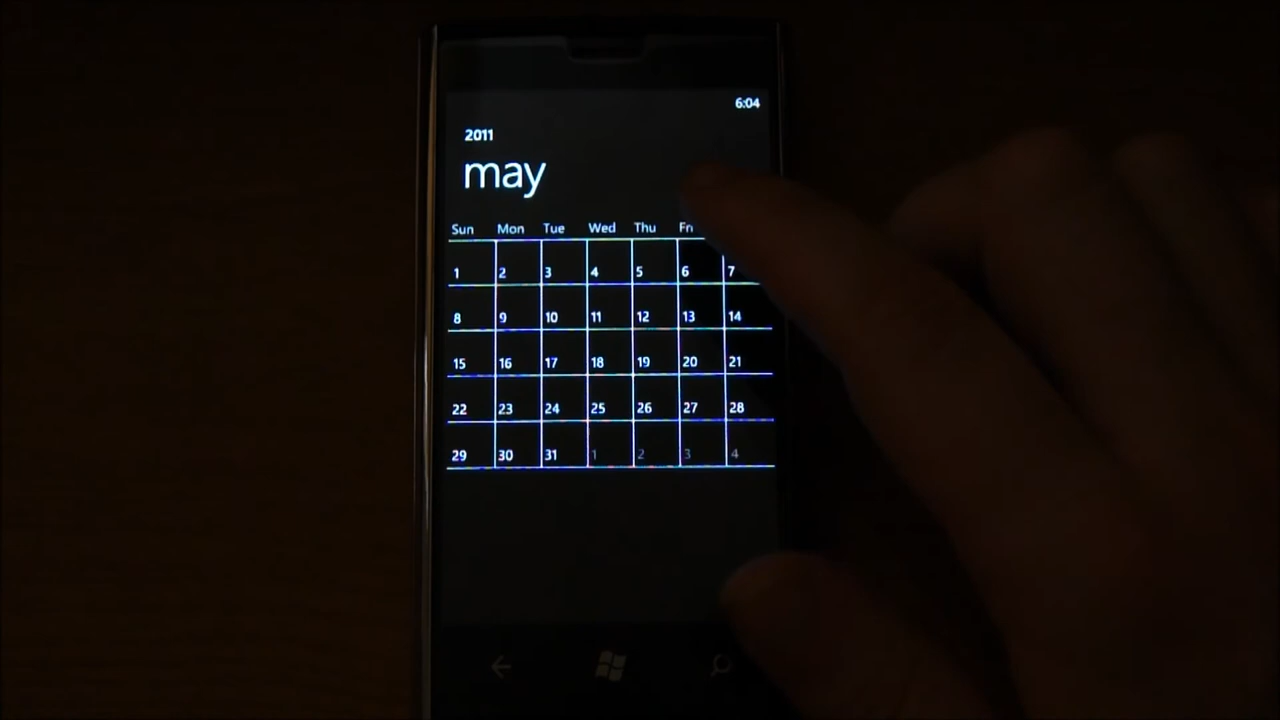 6:04
2011
may
Sun Mon Tue Wed Thu Fri
1 2 3 4 5 6 7
8 9 10 11 12 13 14
15 16 17 18 19 20 21
22 23 24 25 26 27 28
29 30 31 1 2 3 4